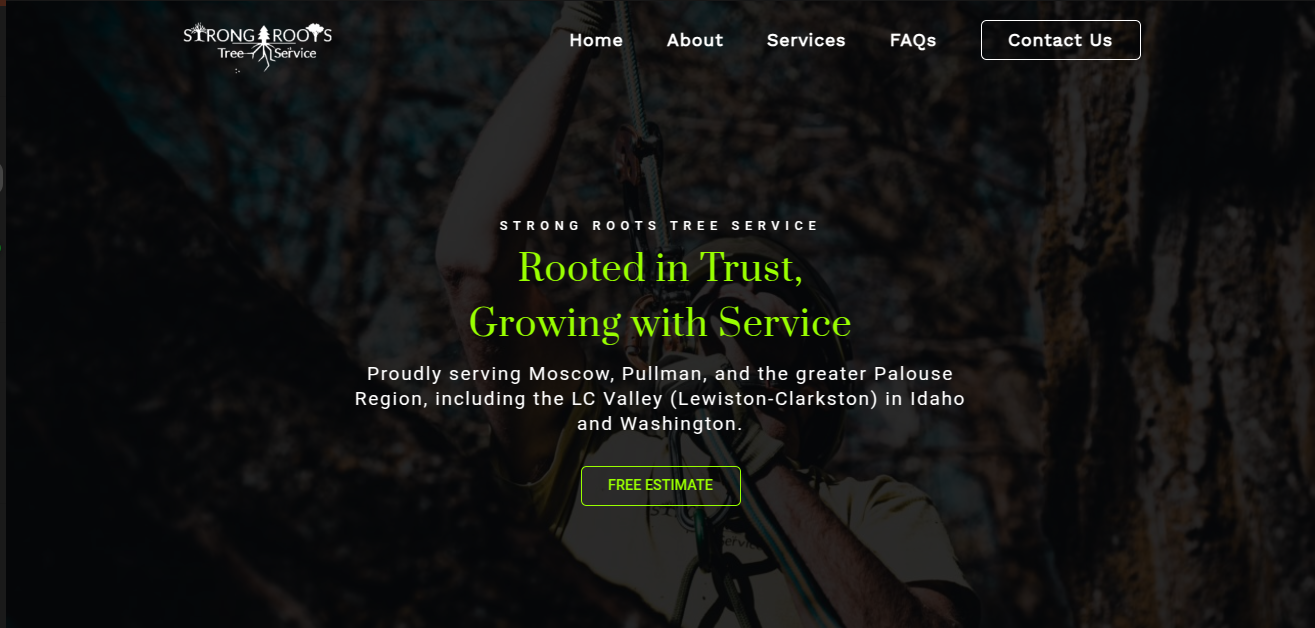 STRONG ROOTS
Tree Service
Home
About
Services
FAQs
Contact Us
STRONG ROOTS TREE SERVICE
Rooted in Trust,
Growing with Service
Proudly serving Moscow, Pullman, and the greater Palouse
Region, including the LC Valley (Lewiston-Clarkston) in Idaho
and Washington.
FREE ESTIMATE
Service